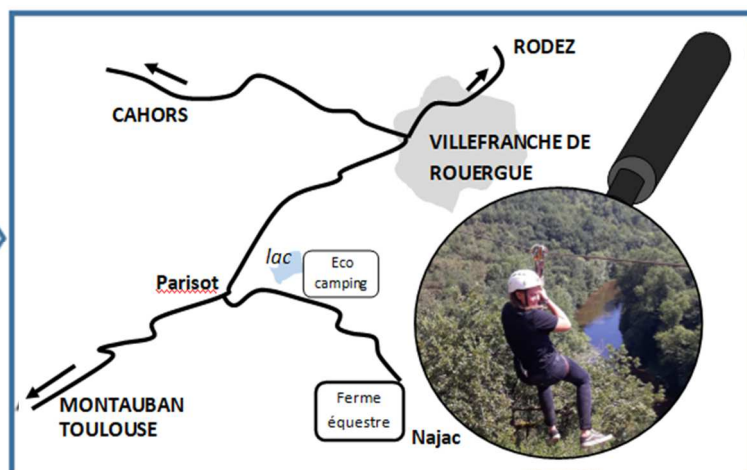 RODEZ
CAHORS
VILLEFRANCHE DE
ROUERGUE
lac
Eco
camping
Parisot
Ferme
équestre
MONTAUBAN
TOULOUSE
Najac